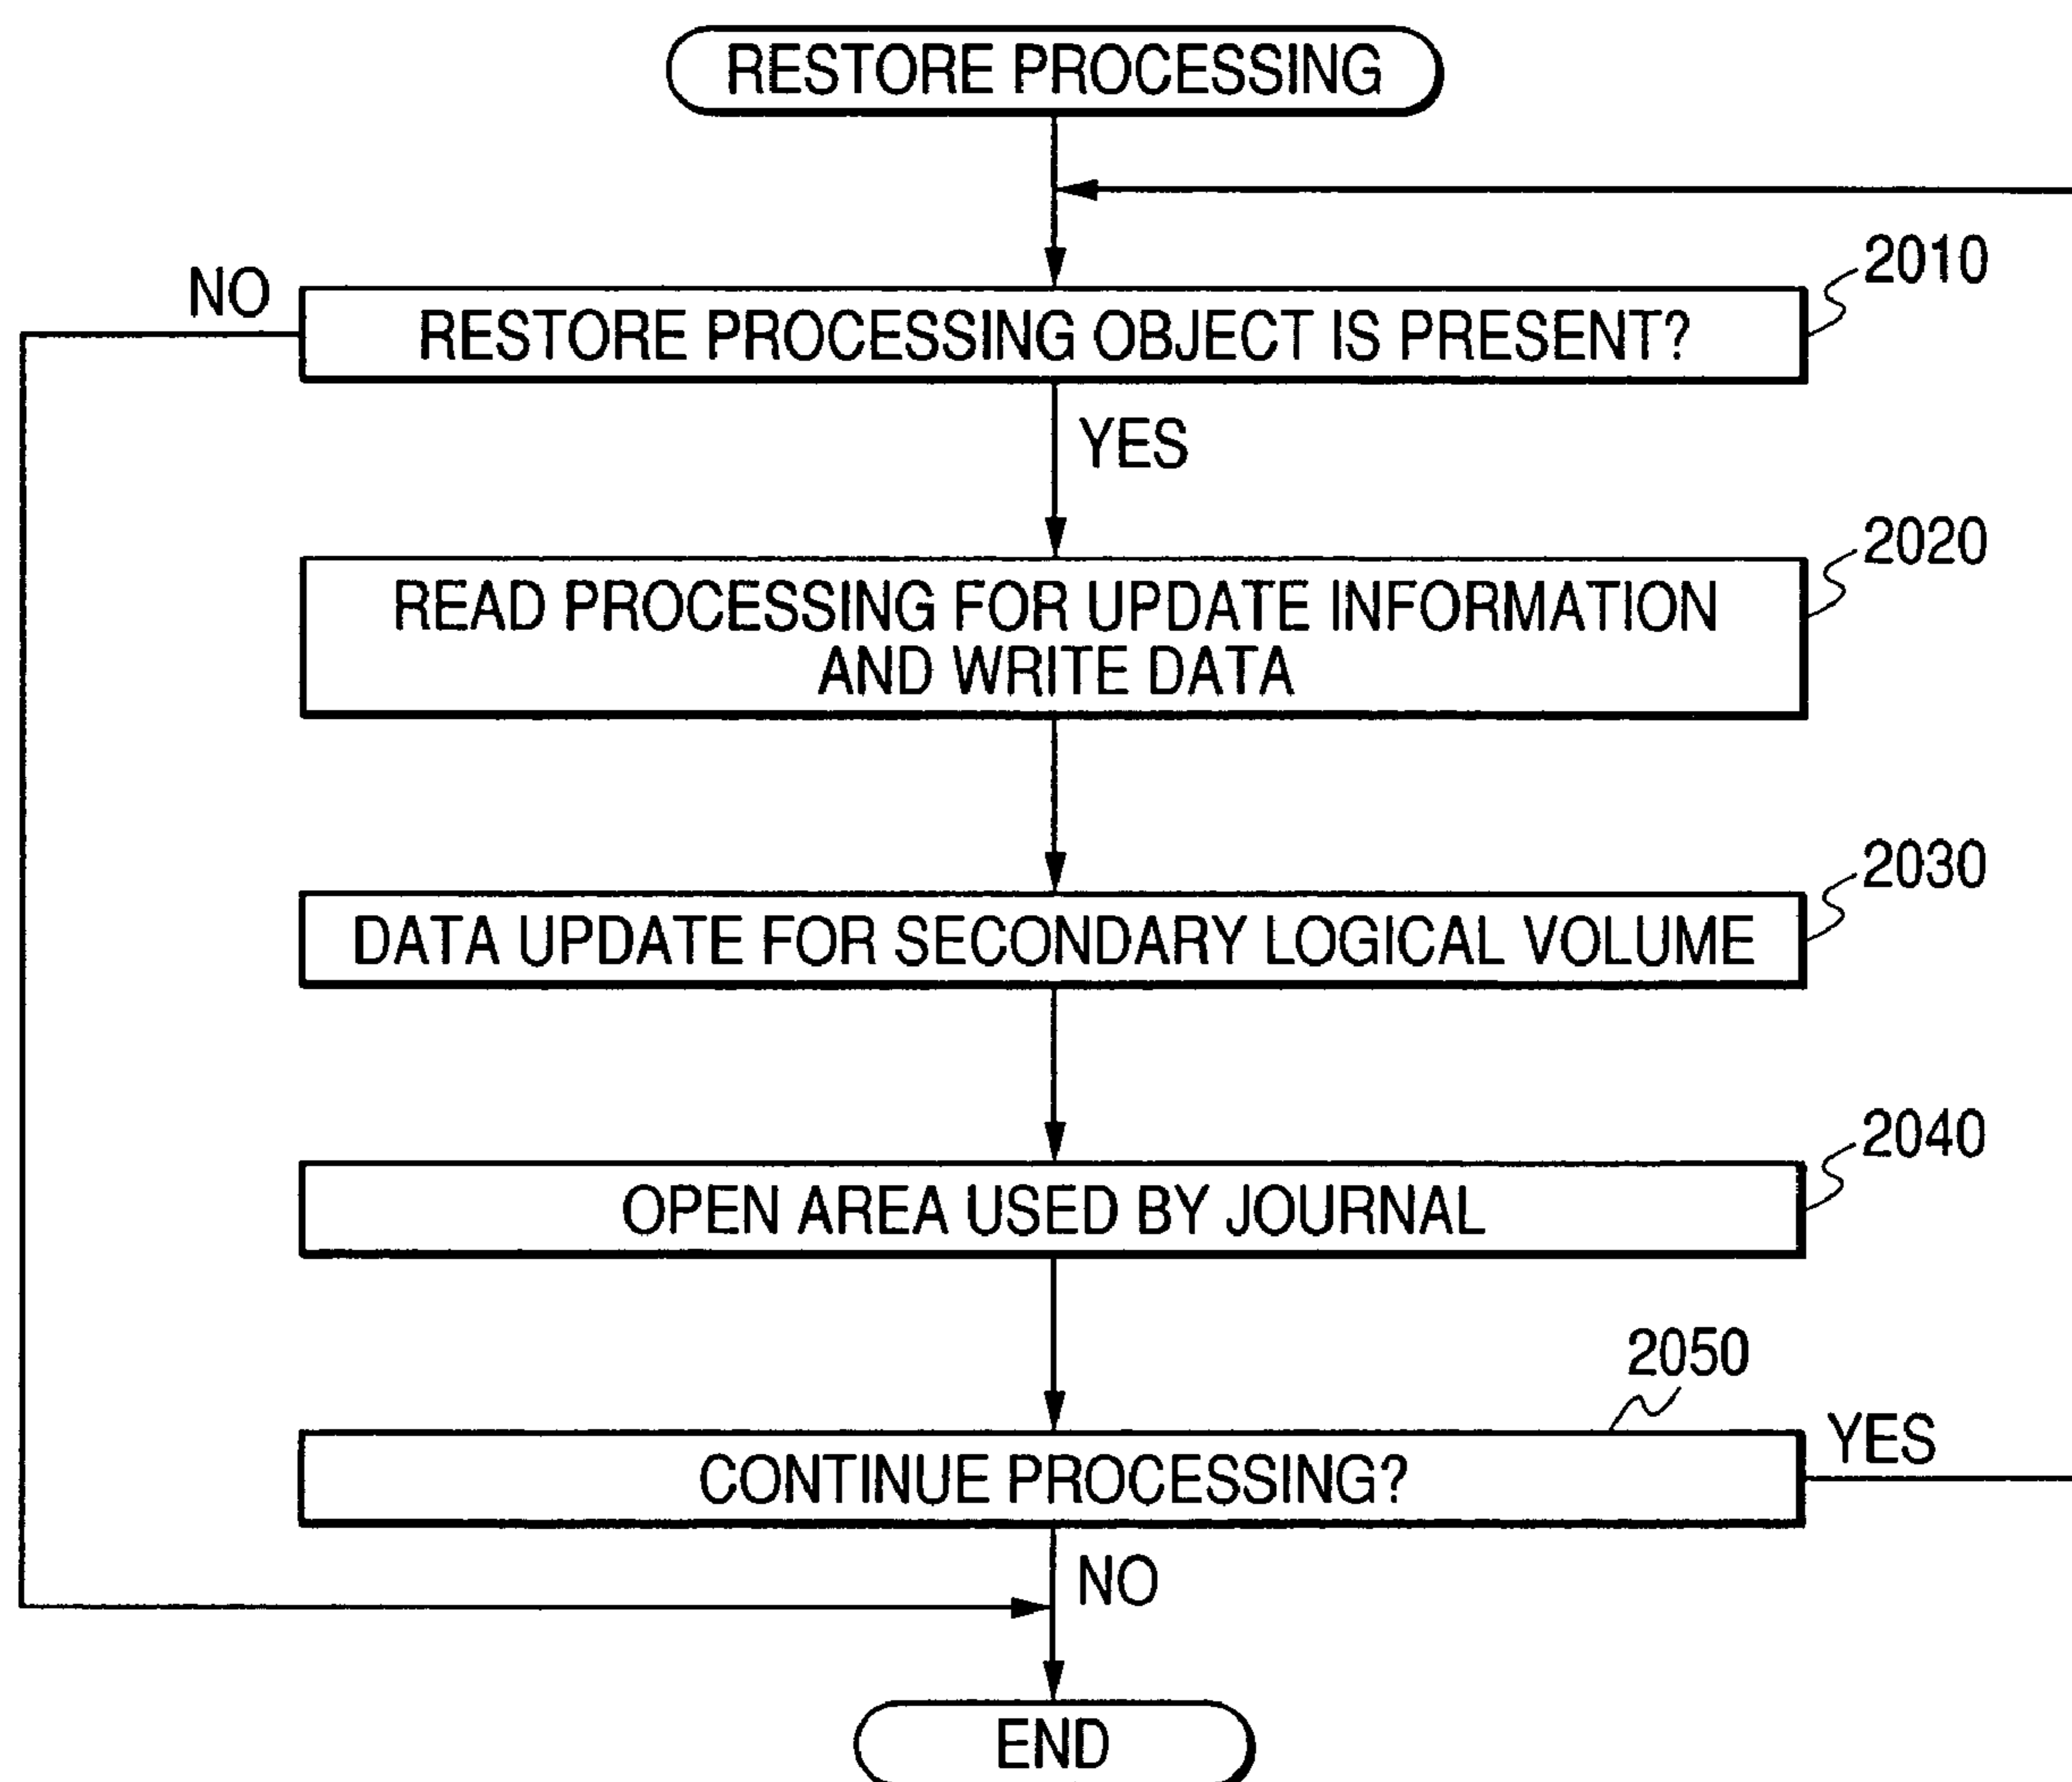 RESTORE PROCESSING
2010
NO
RESTORE PROCESSING OBJECT IS PRESENT?
YES
2020
READ PROCESSING FOR UPDATE INFORMATION
AND WRITE DATA
2030
DATA UPDATE FOR SECONDARY LOGICAL VOLUME
2040
OPEN AREA USED BY JOURNAL
2050
CONTINUE PROCESSING?
YES
NO
END